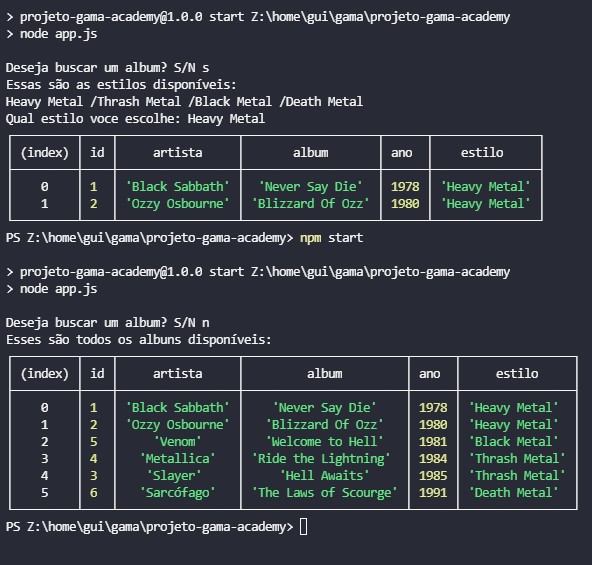 > projeto-gama-academy@1.0.0 start Z:\home\gui\gama\projeto-gama-academy
> node app.js
Deseja buscar um album? S/N s
Essas são as estilos disponíveis:
Heavy Metal /Thrash Metal /Black Metal /Death Metal
Qual estilo voce escolhe: Heavy Metal
(index) id artista album ano estilo
0 1 'Black Sabbath' 'Never Say Die' 1978 'Heavy Metal'
1 2 'Ozzy Osbourne' 'Blizzard Of Ozz' 1980 'Heavy Metal'
PS Z:\home\gui\gama\projeto-gama-academy> npm start
> projeto-gama-academy@1.0.0 start Z:\home\gui\gama\projeto-gama-academy
> node app.js
Deseja buscar um album? S/N n
Esses são todos os albuns disponíveis:
(index) id artista album ano estilo
0 1 'Black Sabbath' 'Never Say Die' 1978 'Heavy Metal'
1 2 'Ozzy Osbourne' 'Blizzard Of Ozz' 1980 'Heavy Metal'
2 5 'Venom' 'Welcome to Hell' 1981 'Black Metal'
3 4 'Metallica' 'Ride the Lightning' 1984 'Thrash Metal'
4 3 'Slayer' 'Hell Awaits' 1985 'Thrash Metal'
5 6 'Sarcófago' 'The Laws of Scourge' 1991 'Death Metal'
PS Z:\home\gui\gama\projeto-gama-academy>